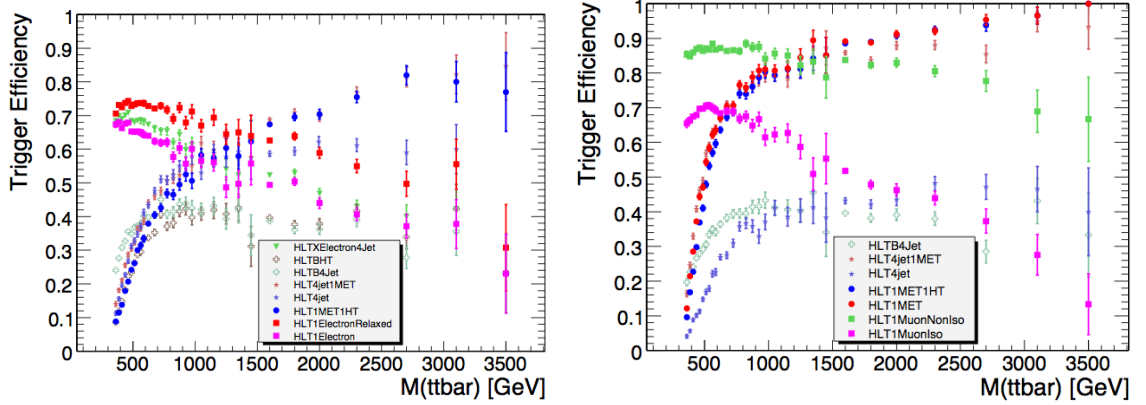 Trigger Efficiency
1
0.9
0.8
0.7
0.6
0.5
0.4
0.3
0.2
0.1
0
500 1000 1500 2000 2500 3000 3500
M(ttbar) [GeV]
HLTXElectron4Jet
HLTBHT
HLTB4Jet
HLT4jet1MET
HLT4jet
HLT1MET1HT
HLT1ElectronRelaxed
HLT1Electron
Trigger Efficiency
1
0.9
0.8
0.7
0.6
0.5
0.4
0.3
0.2
0.1
0
500 1000 1500 2000 2500 3000 3500
M(ttbar) [GeV]
HLTB4Jet
HLT4jet1MET
HLT4jet
HLT1MET1HT
HLT1MET
HLT1MuonNonIso
HLT1MuonIso